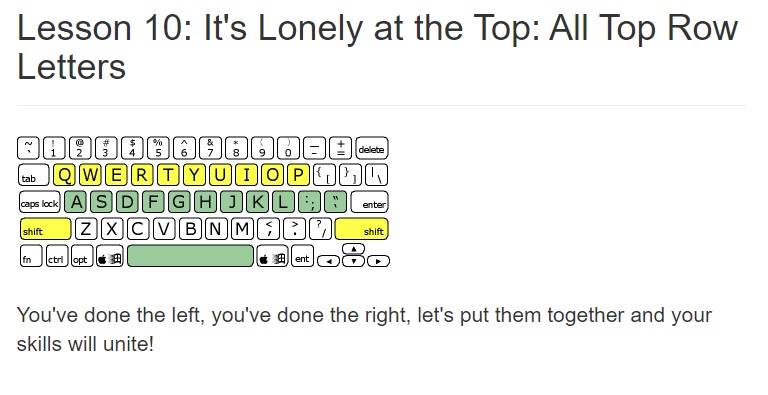 Lesson 10: It's Lonely at the Top: All Top Row
Letters
~ ` ! 1 @ 2 # 3 $ 4 % 5 ^ 6 & 7 * 8 ( 9 ) 0 _ - + = delete
tab Q W E R T Y U I O P { [ } ] | \
caps lock A S D F G H J K L : ; enter
shift Z X C V B N M < , > . ? / shift
fn ctrl opt ent
You've done the left, you've done the right, let's put them together and your
skills will unite!